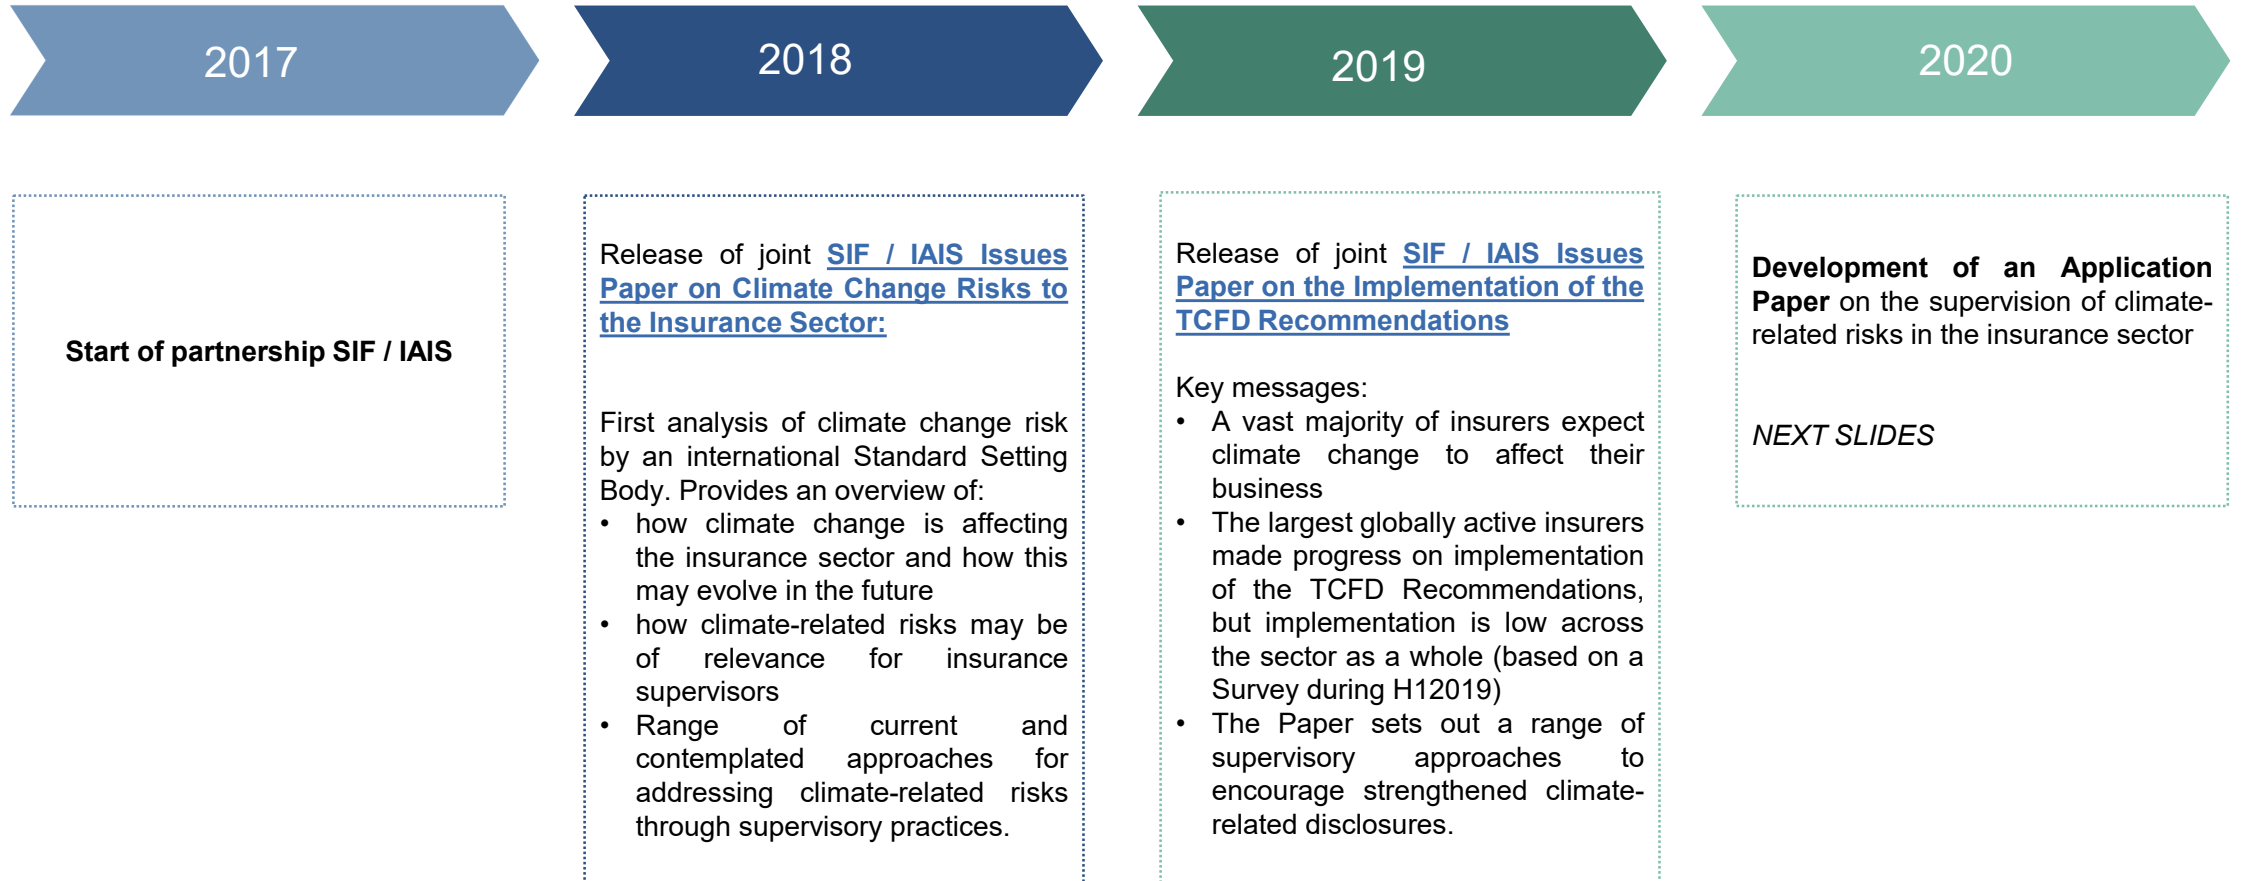 2017
2018
2019
2020
Start of partnership SIF / IAIS
Release of joint SIF / IAIS Issues
Paper on Climate Change Risks to
the Insurance Sector:
First analysis of climate change risk
by an international Standard Setting
Body. Provides an overview of:
• how climate change is affecting
the insurance sector and how this
may evolve in the future
• how climate-related risks may be
of relevance for insurance
supervisors
• Range of current and
contemplated approaches for
addressing climate-related risks
through supervisory practices.
Release of joint SIF / IAIS Issues
Paper on the Implementation of the
TCFD Recommendations
Key messages:
• A vast majority of insurers expect
climate change to affect their
business
• The largest globally active insurers
made progress on implementation
of the TCFD Recommendations,
but implementation is low across
the sector as a whole (based on a
Survey during H12019)
• The Paper sets out a range of
supervisory approaches to
encourage strengthened climate-
related disclosures.
Development of an Application
Paper on the supervision of climate-
related risks in the insurance sector
NEXT SLIDES